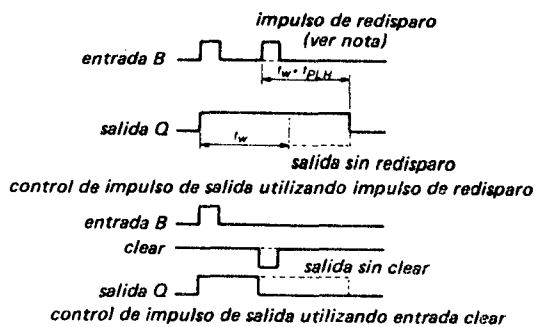 impulso de redisparo
(ver nota)
entrada B
tw + tPLH
salida Q
tw
salida sin redisparo
control de impulso de salida utilizando impulso de redisparo
entrada B
clear
salida sin clear
salida Q
control de impulso de salida utilizando entrada clear